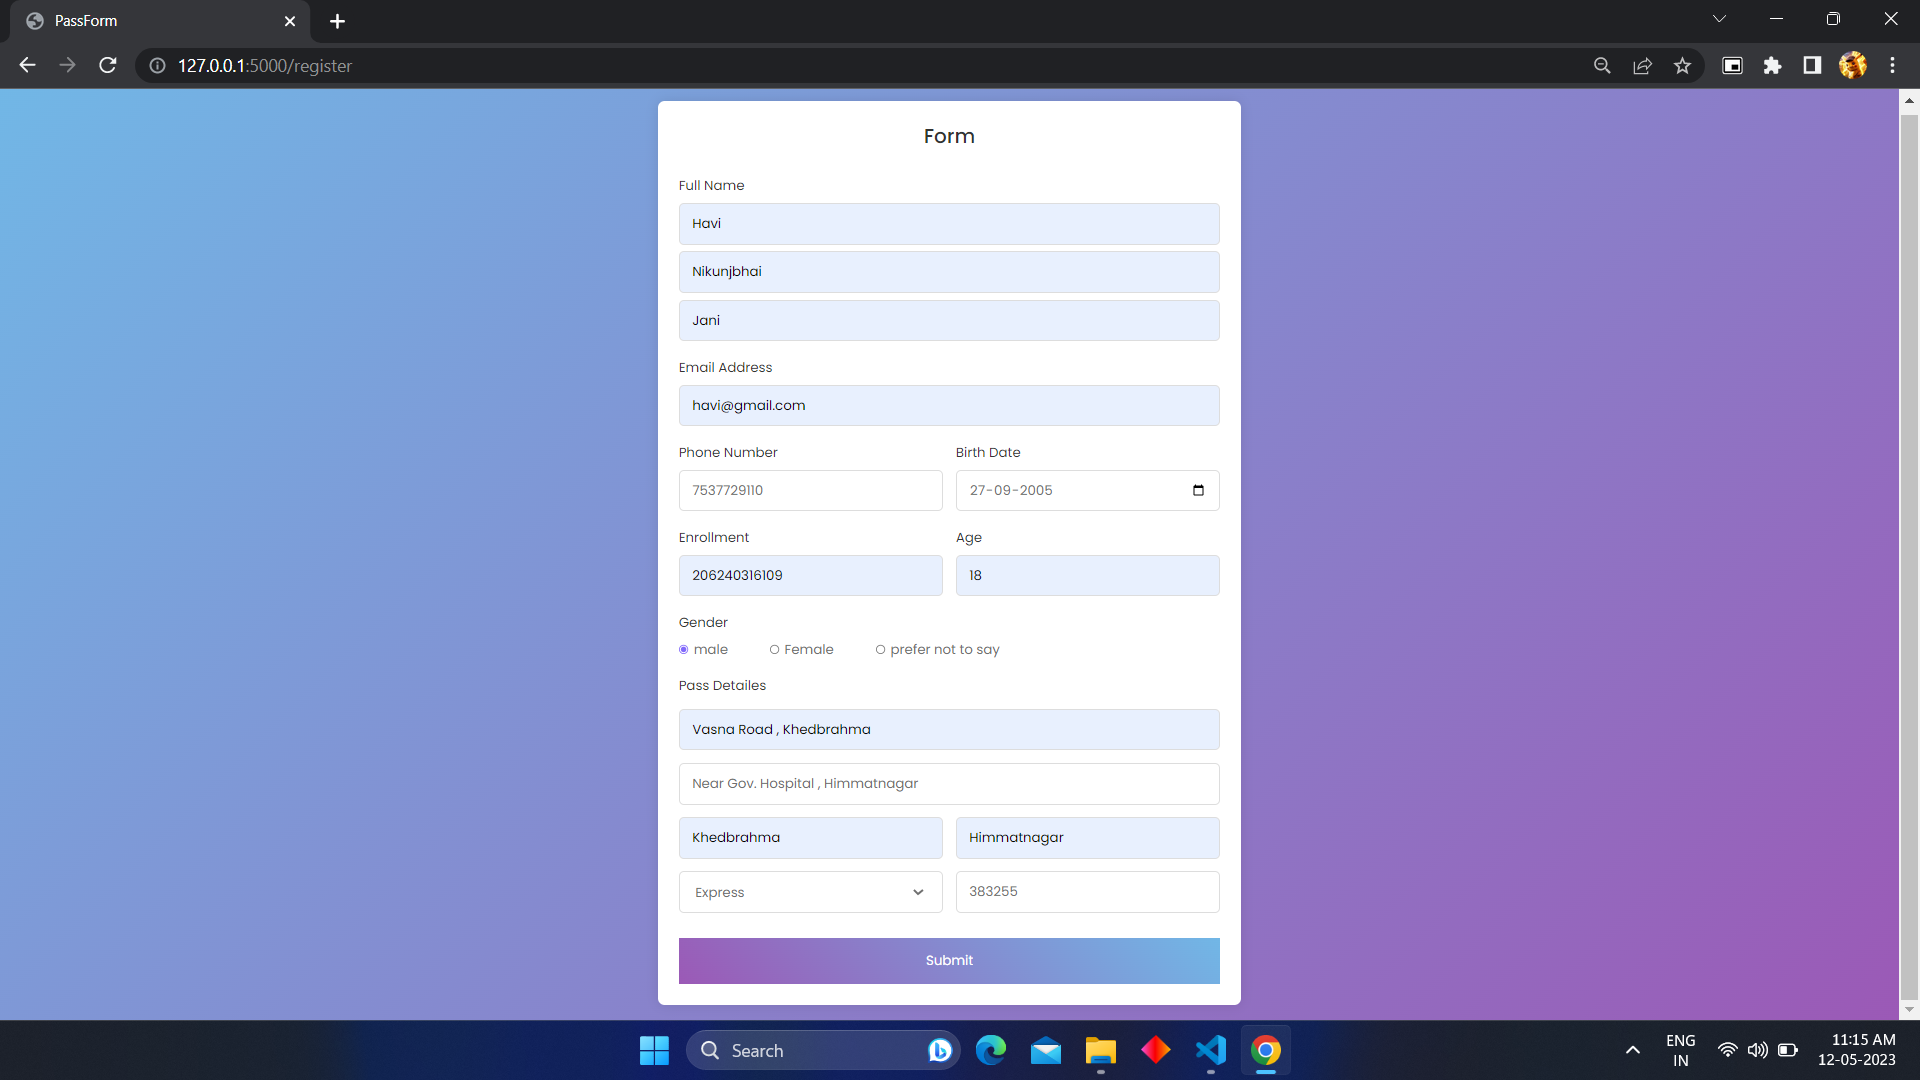 PassForm
127.0.0.1:5000/register
Form
Full Name
Havi
Nikunjbhai
Jani
Email Address
havi@gmail.com
Phone Number Birth Date
7537729110 27-09-2005
Enrollment Age
206240316109 18
Gender
male Female prefer not to say
Pass Detailes
Vasna Road , Khedbrahma
Near Gov. Hospital , Himmatnagar
Khedbrahma Himmatnagar
Express 383255
Submit
Search
ENG
IN
11:15 AM
12-05-2023